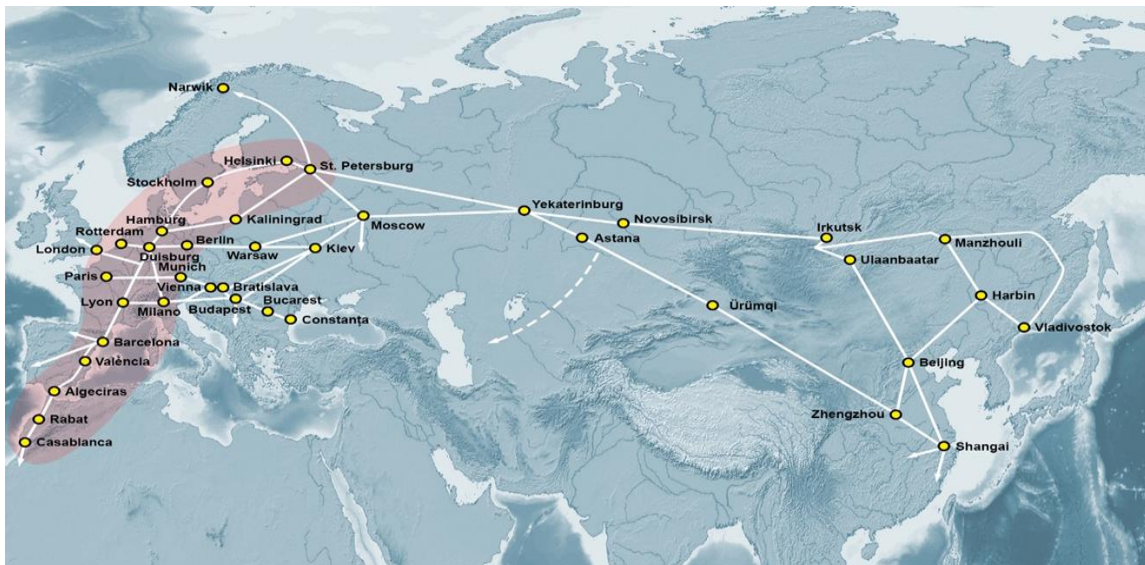 Narwik
Helsinki
St. Petersburg
Stockholm
Yekaterinburg
Hamburg
Kaliningrad
Moscow
Novosibirsk
Rotterdam
Irkutsk
Astana
Manzhouli
London
Berlin
Duisburg
Warsaw
Kiev
Ulaanbaatar
Paris
Munich
Vienna
Bratislava
Harbin
Lyon
Milano
Budapest
Bucarest
Ürümqi
Constanța
Vladivostok
Barcelona
València
Beijing
Algeciras
Zhengzhou
Rabat
Casablanca
Shangai